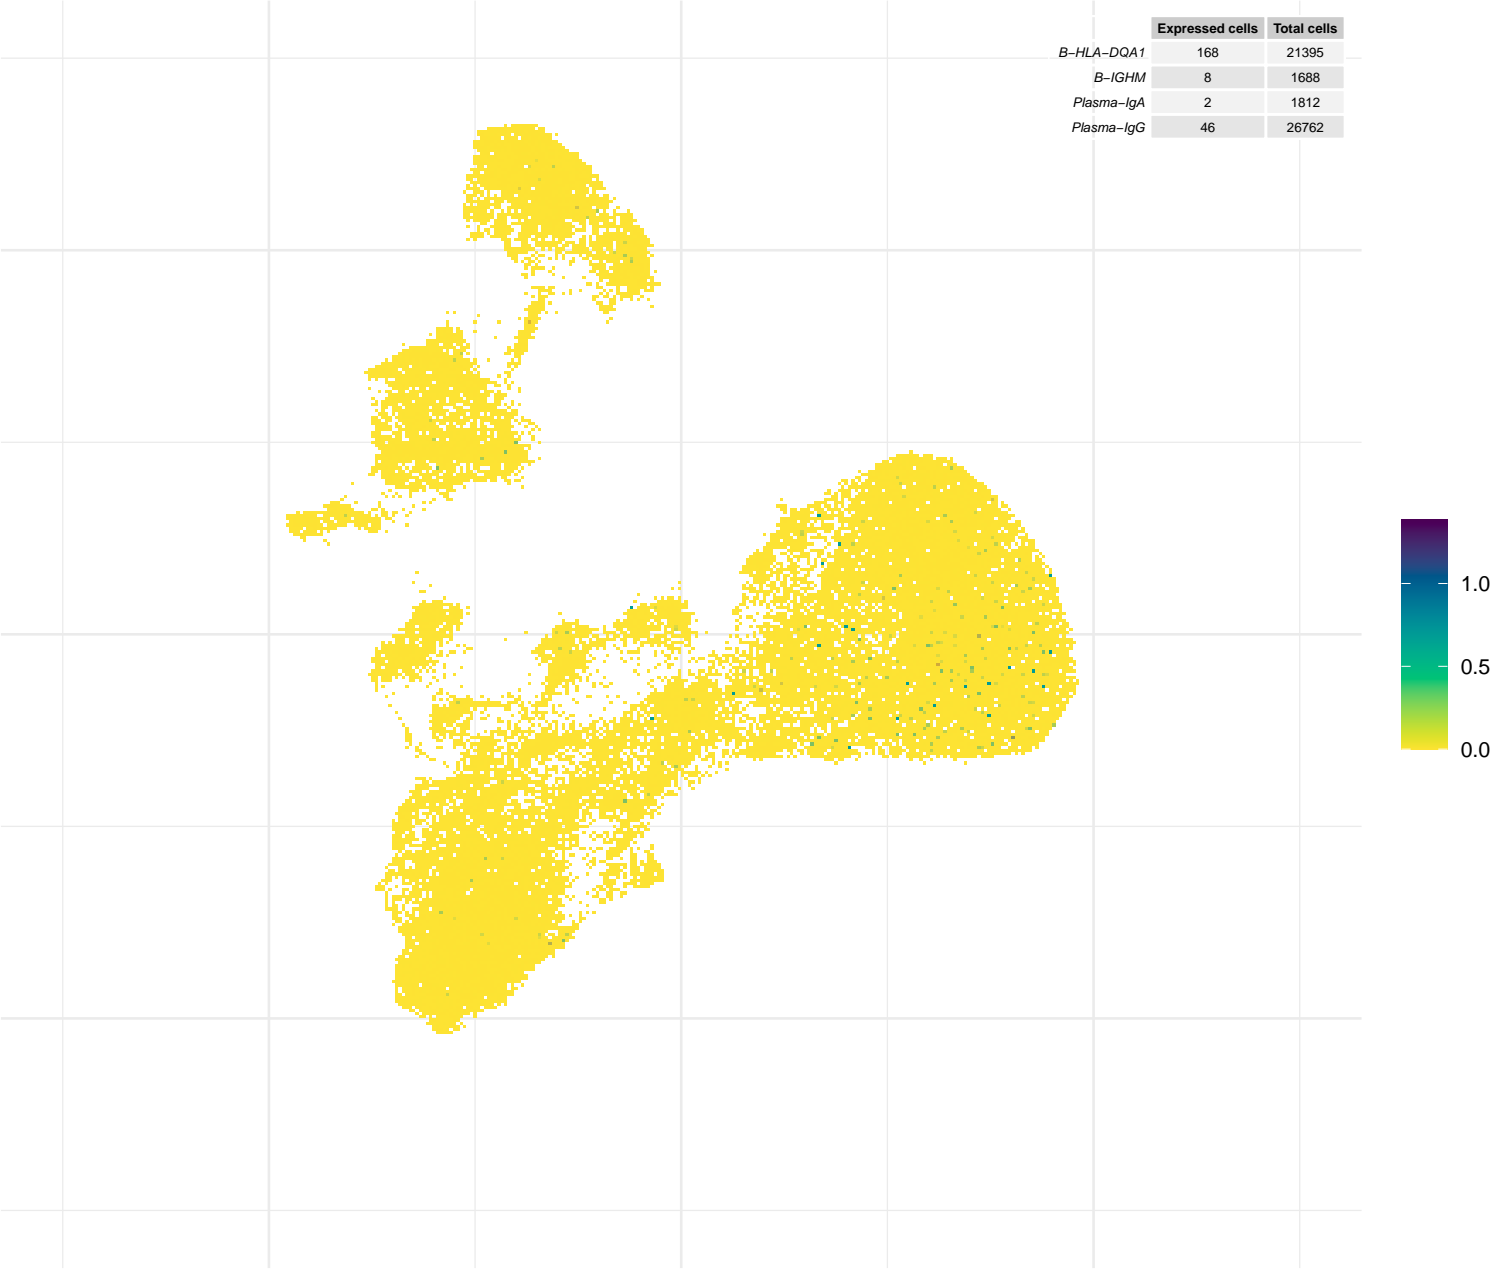 Expressed cells Total cells
B−HLA−DQA1 168 21395
B−IGHM 8 1688
Plasma−IgA 2 1812
Plasma−IgG 46 26762
1.0
0.5
0.0